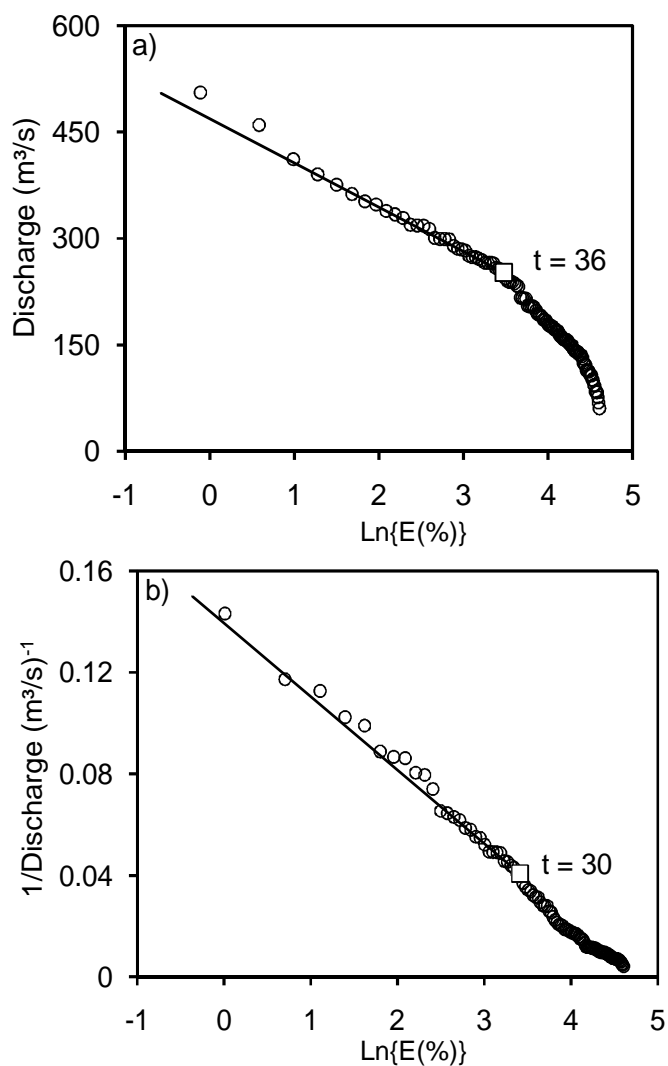 600
a)
450
300
150
0
Discharge (m³/s)
t = 36
-1 0 1 2 3 4 5
Ln{E(%)}
0.16
b)
0.12
0.08
0.04
0
1/Discharge (m³/s)⁻¹
t = 30
-1 0 1 2 3 4 5
Ln{E(%)}